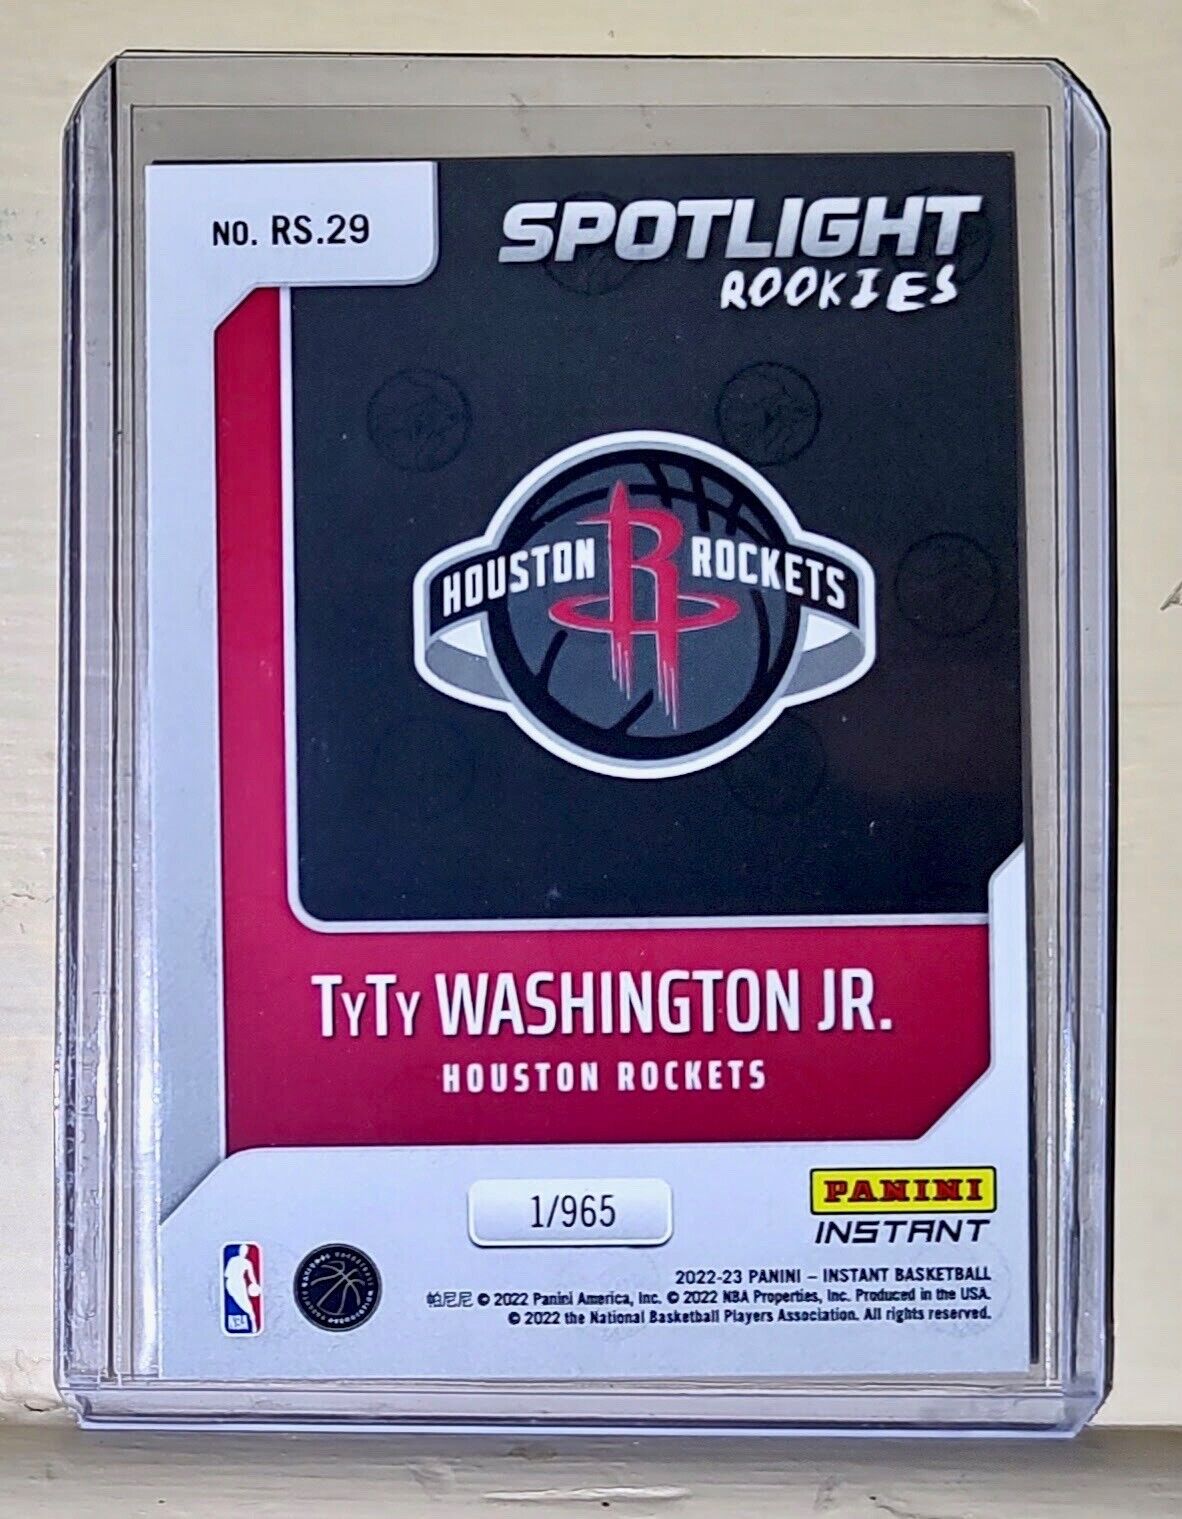 NO. RS.29
SPOTLIGHT
ROOKIES
HOUSTON R ROCKETS
TyTy WASHINGTON JR.
HOUSTON ROCKETS
1/965
PANINI
INSTANT
2022-23 PANINI – INSTANT BASKETBALL
帕尼尼 © 2022 Panini America, Inc. © 2022 NBA Properties, Inc. Produced in the USA.
© 2022 the National Basketball Players Association. All rights reserved.
NBA